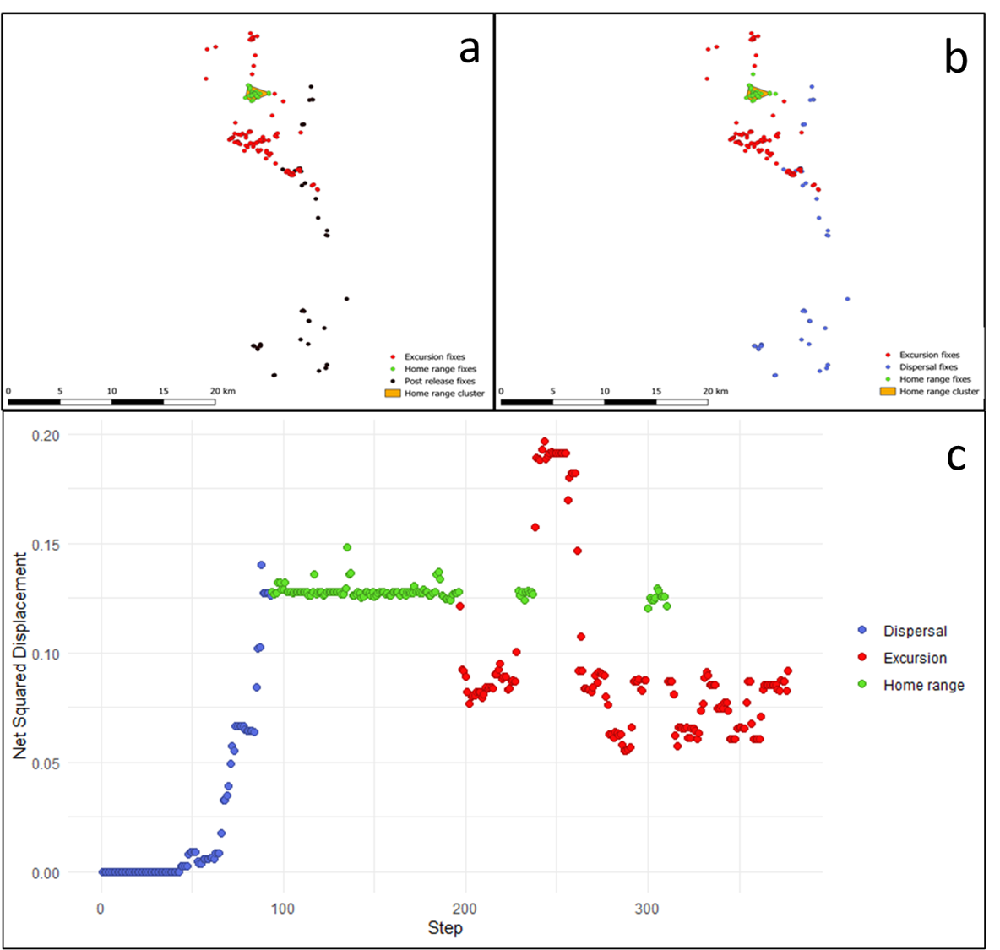 a
Excursion fixes
Home range fixes
Post release fixes
Home range cluster
0 5 10 15 20 km
b
Excursion fixes
Dispersal fixes
Home range fixes
Home range cluster
0 5 10 15 20 km
c
Net Squared Displacement
0.20
0.15
0.10
0.05
0.00
0 100 200 300
Step
Dispersal
Excursion
Home range